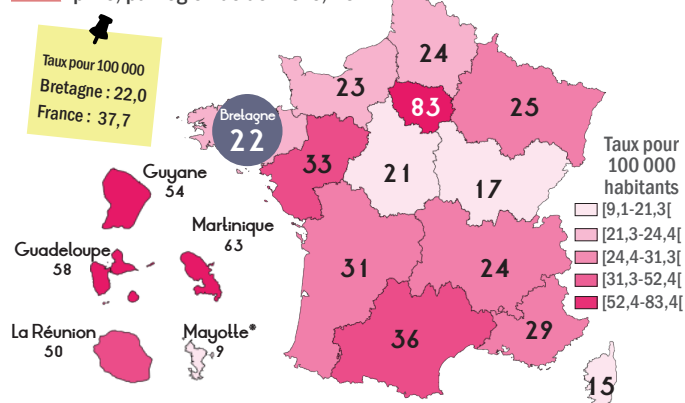 Taux pour 100 000
Bretagne : 22,0
France : 37,7
24
23
83
25
Bretagne
22
33
21
17
Guyane
54
Martinique
63
Guadeloupe
58
31
24
La Réunion
50
Mayotte*
9
36
29
15
Taux pour
100 000
habitants
[9,1-21,3[
[21,3-24,4[
[24,4-31,3[
[31,3-52,4[
[52,4-83,4[